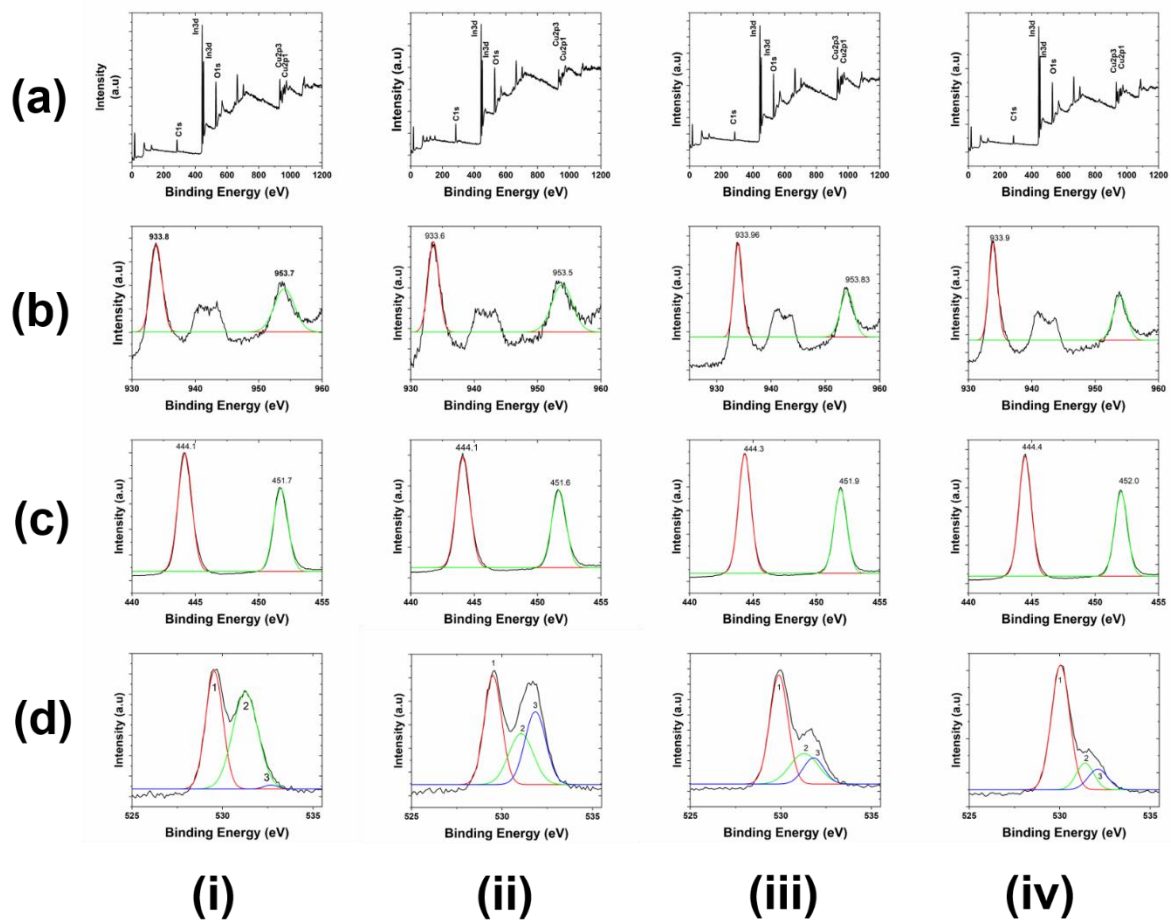 (a)
Intensity
(a.u)
In3d
In3d
O1s
C1s
Cu2p3
Cu2p1
0 200 400 600 800 1000 1200
Binding Energy (eV)
Intensity (a.u)
In3d
In3d
O1s
C1s
Cu2p3
Cu2p1
0 200 400 600 800 1000 1200
Binding Energy (eV)
Intensity (a.u)
In3d
In3d
O1s
C1s
Cu2p3
Cu2p1
0 200 400 600 800 1000 1200
Binding Energy (eV)
Intensity (a.u)
In3d
In3d
O1s
C1s
Cu2p3
Cu2p1
0 200 400 600 800 1000 1200
Binding Energy (eV)
(b)
Intensity (a.u)
933.8
953.7
930 940 950 960
Binding Energy (eV)
Intensity (a.u)
933.6
953.5
930 940 950 960
Binding Energy (eV)
Intensity (a.u)
933.96
953.83
930 940 950 960
Binding Energy (eV)
Intensity (a.u)
933.9
930 940 950 960
Binding Energy (eV)
(c)
Intensity (a.u)
444.1
451.7
440 445 450 455
Binding Energy (eV)
Intensity (a.u)
444.1
451.6
440 445 450 455
Binding Energy (eV)
Intensity (a.u)
444.3
451.9
440 445 450 455
Binding Energy (eV)
Intensity (a.u)
444.4
452.0
440 445 450 455
Binding Energy (eV)
(d)
Intensity (a.u)
1
2
3
525 530 535
Binding Energy (eV)
Intensity (a.u)
1
2
3
525 530 535
Binding Energy (eV)
Intensity (a.u)
1
2
3
525 530 535
Binding Energy (eV)
Intensity (a.u)
1
2
3
525 530 535
Binding Energy (eV)
(i) (ii) (iii) (iv)